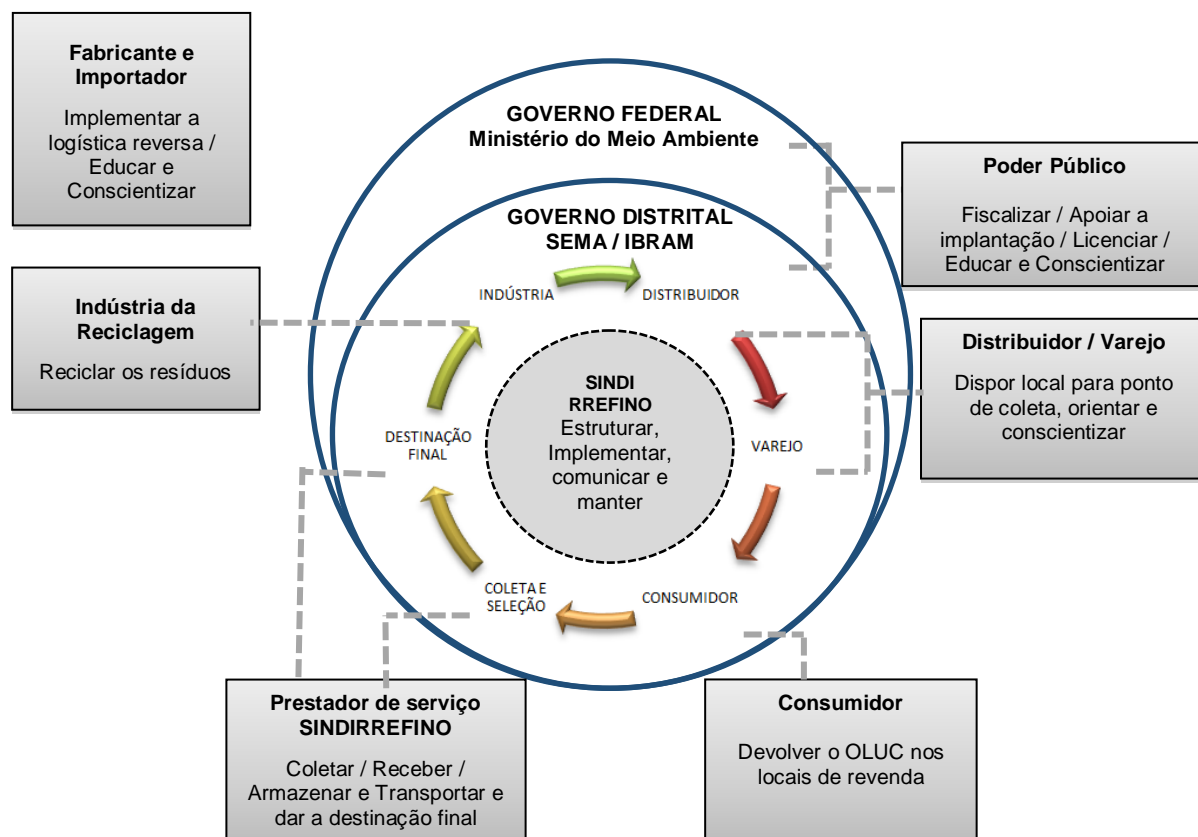 Fabricante e
Importador
Implementar a
logística reversa /
Educar e
Conscientizar
GOVERNO FEDERAL
Ministério do Meio Ambiente
Poder Público
Fiscalizar / Apoiar a
implantação / Licenciar /
Educar e Conscientizar
GOVERNO DISTRITAL
SEMA / IBRAM
INDÚSTRIA
DISTRIBUIDOR
Indústria da
Reciclagem
Reciclar os resíduos
Distribuidor / Varejo
Dispor local para ponto
de coleta, orientar e
conscientizar
SINDI
RREFINO
Estruturar,
Implementar,
comunicar e
manter
DESTINAÇÃO
FINAL
VAREJO
COLETA E
SELEÇÃO
CONSUMIDOR
Prestador de serviço
SINDIRREFINO
Coletar / Receber /
Armazenar e Transportar e
dar a destinação final
Consumidor
Devolver o OLUC nos
locais de revenda